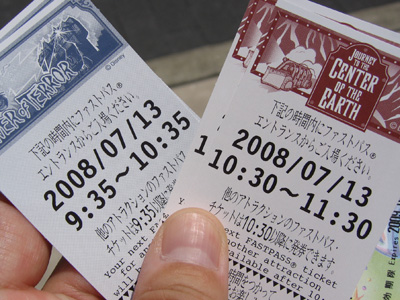 TOWER OF TERROR
© Disney
下記の時間内にファストパス®
エントランスからご入場ください。
2008/07/13
9:35～10:35
他のアトラクションのファストパス・
チケットは9:35以降に発券できます。
Your next FASTPASS
another
JOURNEY
TO THE
CENTER
OF THE
EARTH
下記の時間内にファストパス®
エントランスからご入場ください。
2008/07/13
10:30～11:30
他のアトラクションのファストパス・
チケットは10:30以降に発券できます。
Your next FASTPASS® ticket
for another attraction
will be available after
Expires 2008